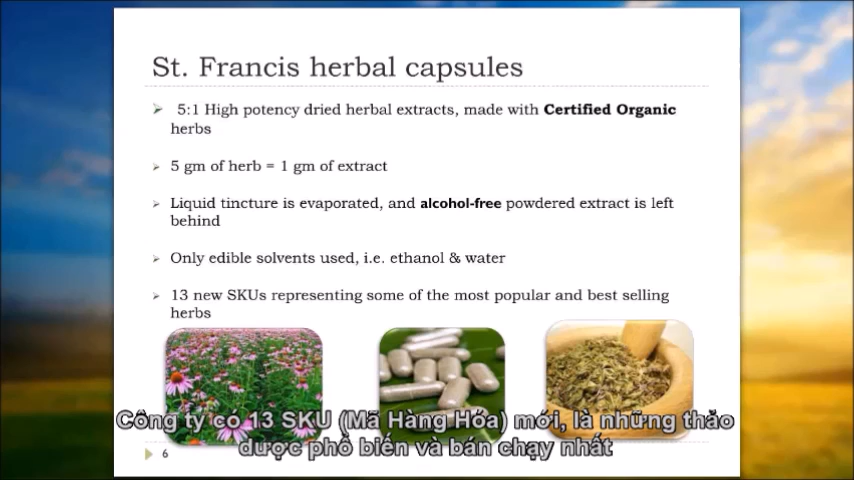 St. Francis herbal capsules
5:1 High potency dried herbal extracts, made with Certified Organic
herbs
5 gm of herb = 1 gm of extract
Liquid tincture is evaporated, and alcohol-free powdered extract is left
behind
Only edible solvents used, i.e. ethanol & water
13 new SKUs representing some of the most popular and best selling
herbs
Công ty có 13 SKU (Mã Hàng Hóa) mới, là những thảo
dược phổ biến và bán chạy nhất
6